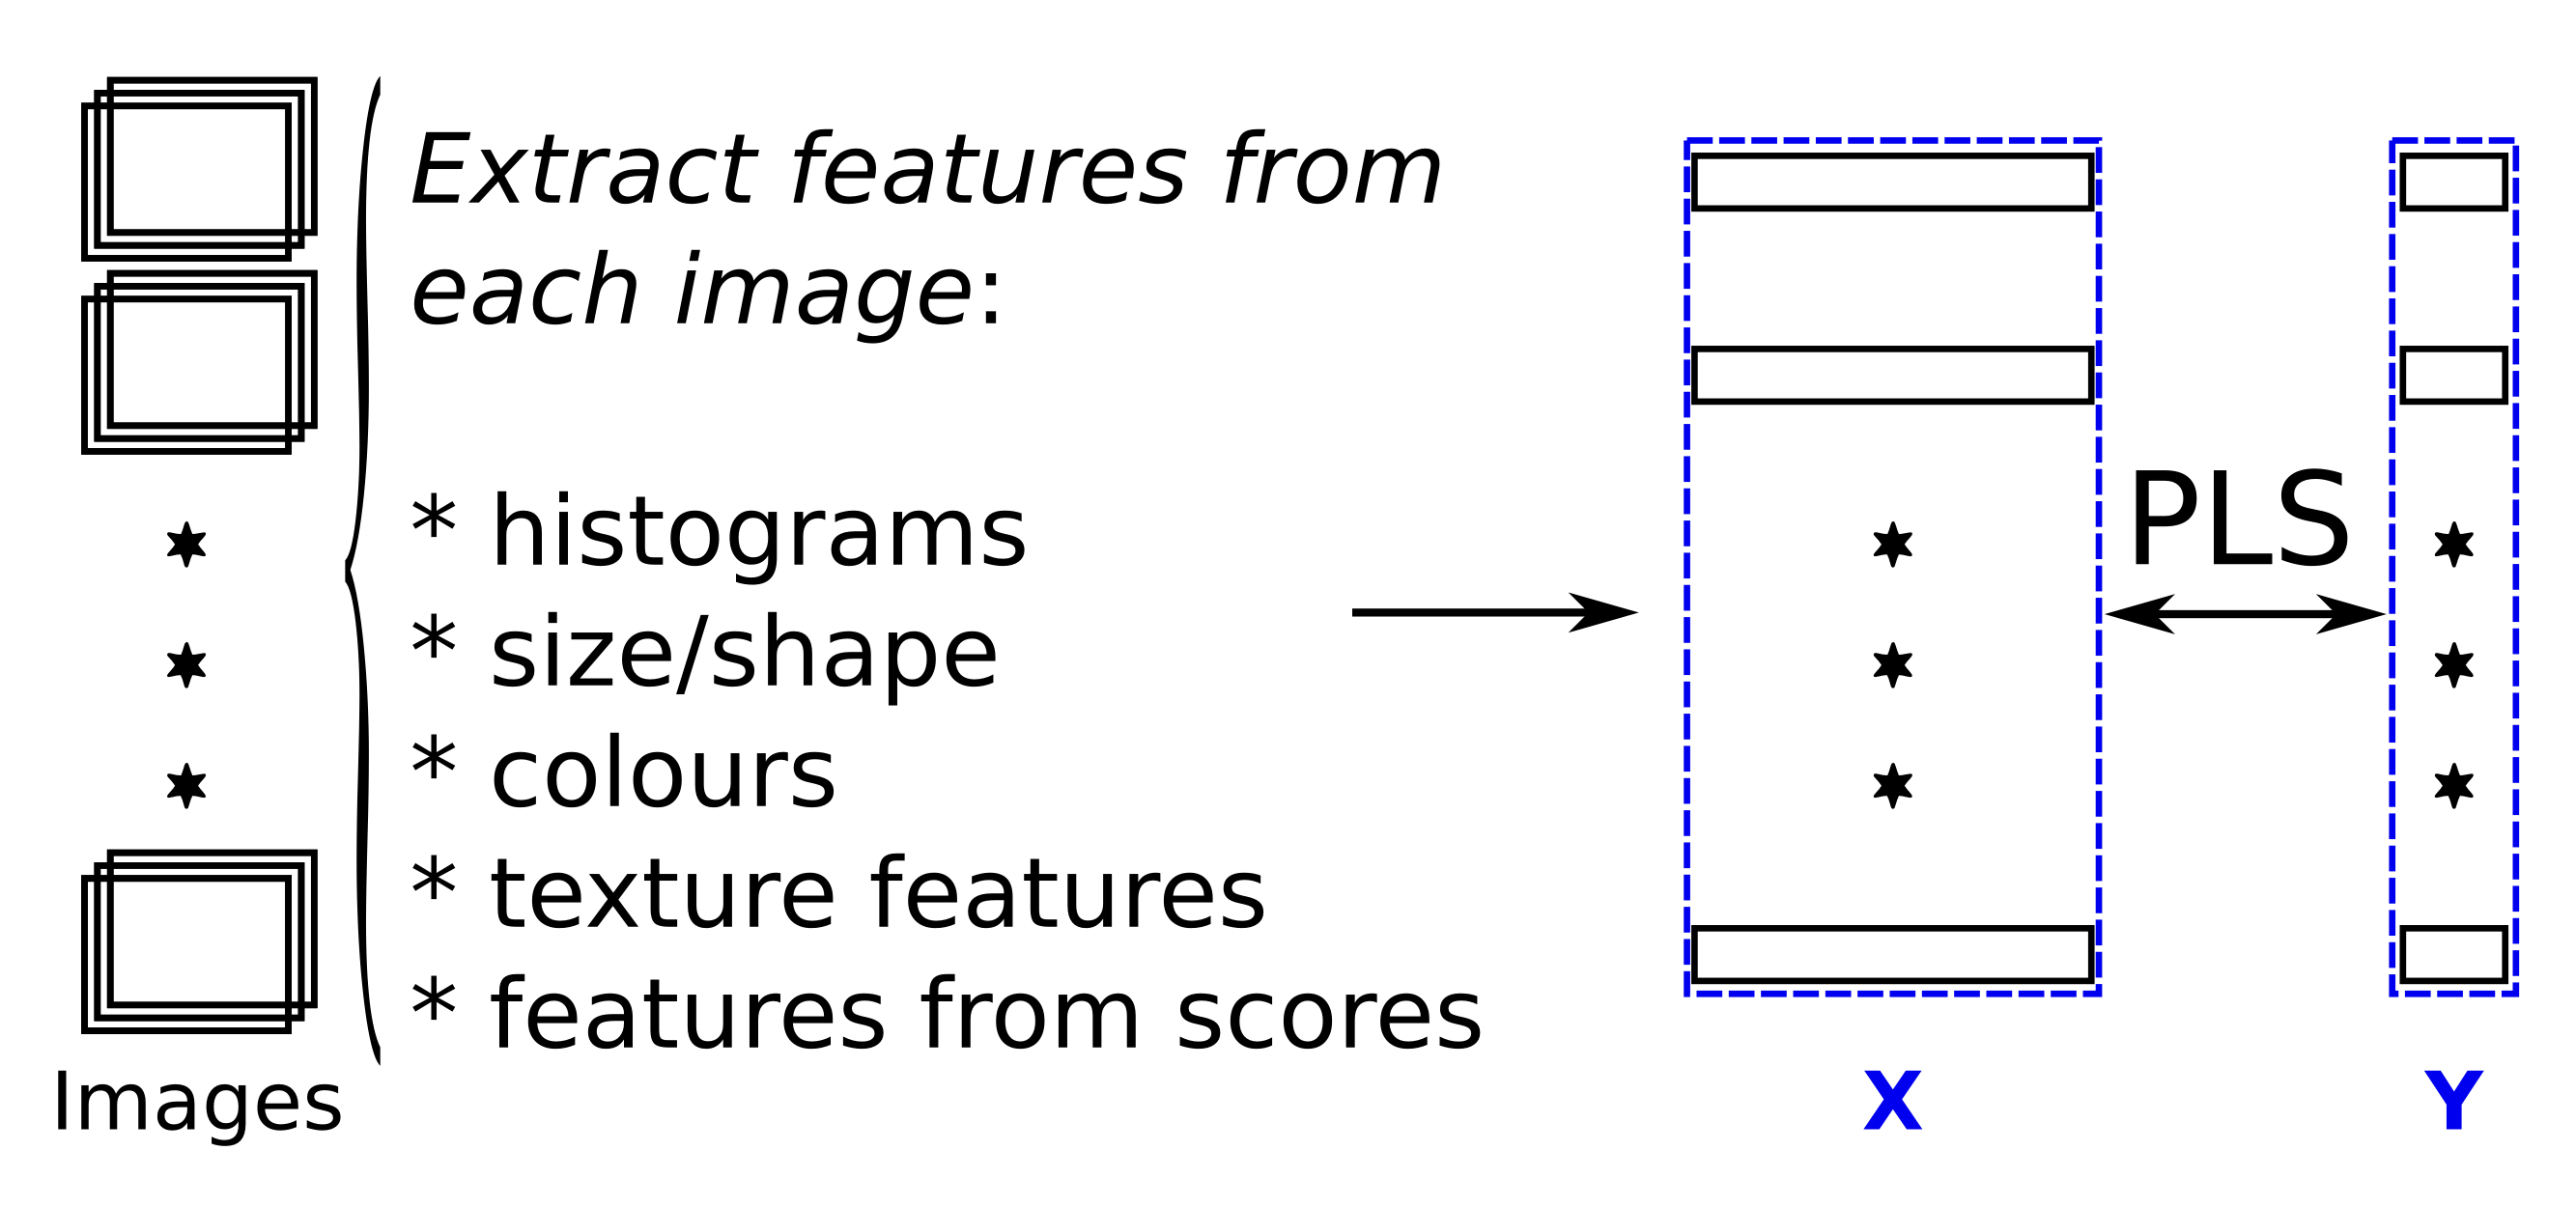 Extract features from
each image:
* histograms
* size/shape
* colours
* texture features
* features from scores
Images
PLS
X
Y